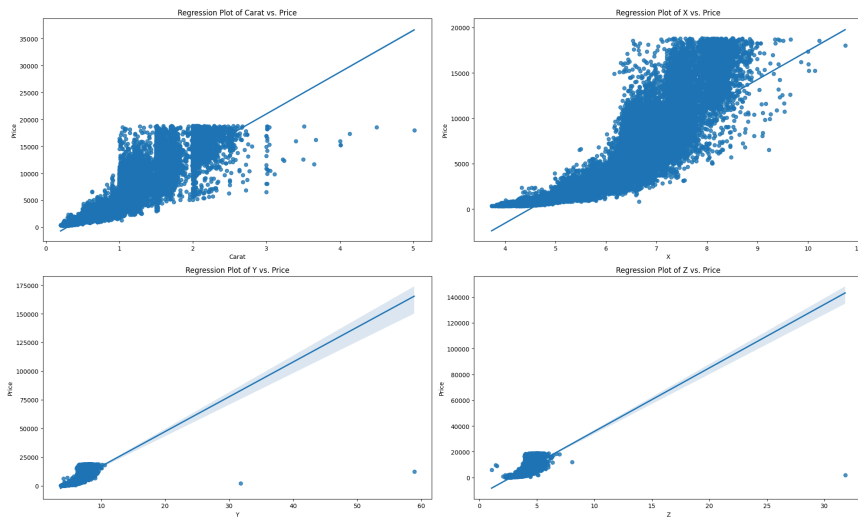 Regression Plot of Carat vs. Price
35000
30000
25000
20000
15000
10000
5000
0
Price
0 1 2 3 4 5
Carat
Regression Plot of X vs. Price
20000
15000
10000
5000
0
Price
4 5 6 7 8 9 10
X
Regression Plot of Y vs. Price
175000
150000
125000
100000
75000
50000
25000
0
Price
10 20 30 40 50 60
Y
Regression Plot of Z vs. Price
140000
120000
100000
80000
60000
40000
20000
0
Price
0 5 10 15 20 25 30
Z